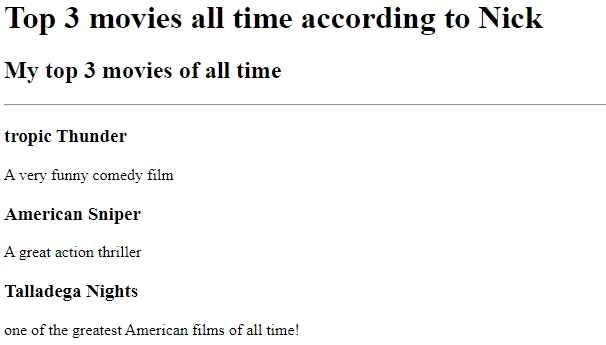 Top 3 movies all time according to Nick
My top 3 movies of all time
tropic Thunder
A very funny comedy film
American Sniper
A great action thriller
Talladega Nights
one of the greatest American films of all time!